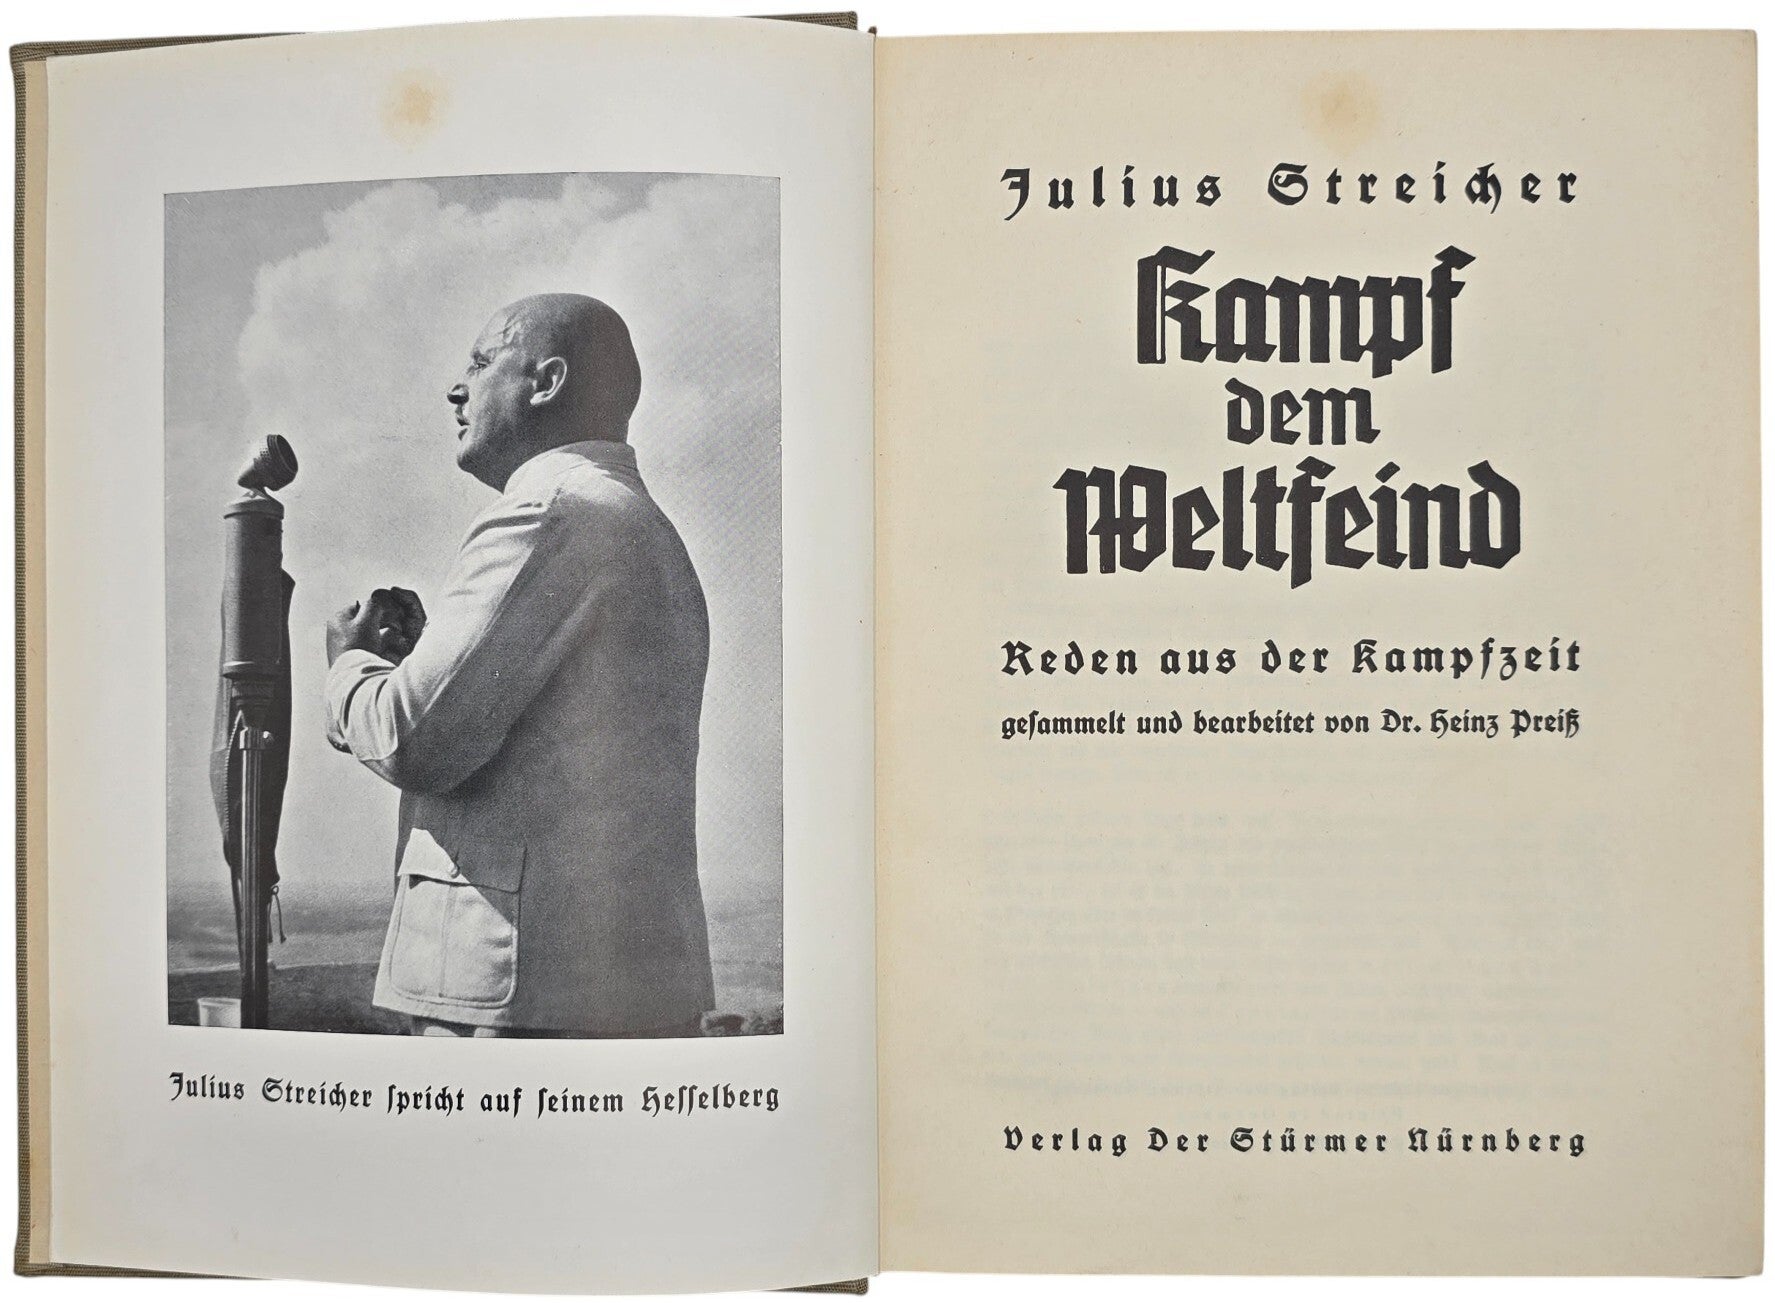 Julius Streicher spricht auf seinem Hesselberg
Julius Streicher
Kampf
dem
Weltfeind
Reden aus der Kampfzeit
gesammelt und bearbeitet von Dr. Heinz Preiß
Verlag Der Stürmer Nürnberg